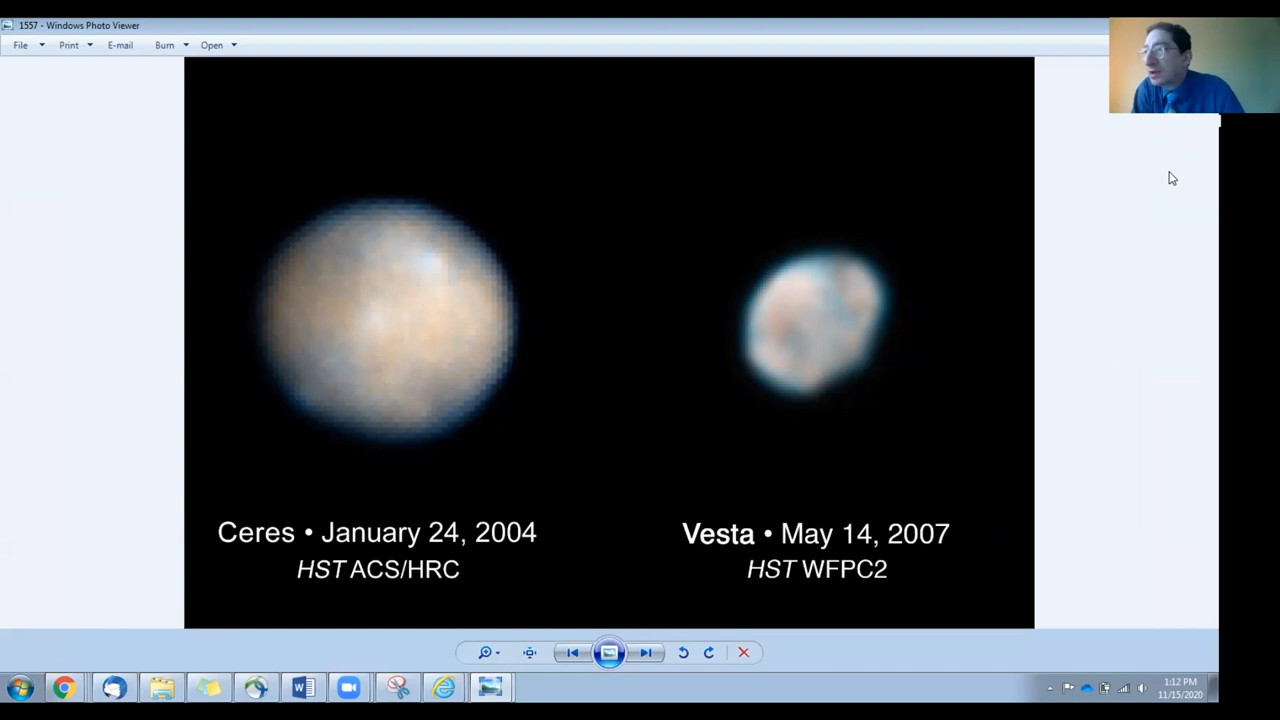 1557 - Windows Photo Viewer
File Print E-mail Burn Open
Ceres • January 24, 2004
HST ACS/HRC
Vesta • May 14, 2007
HST WFPC2
1:12 PM
11/15/2020